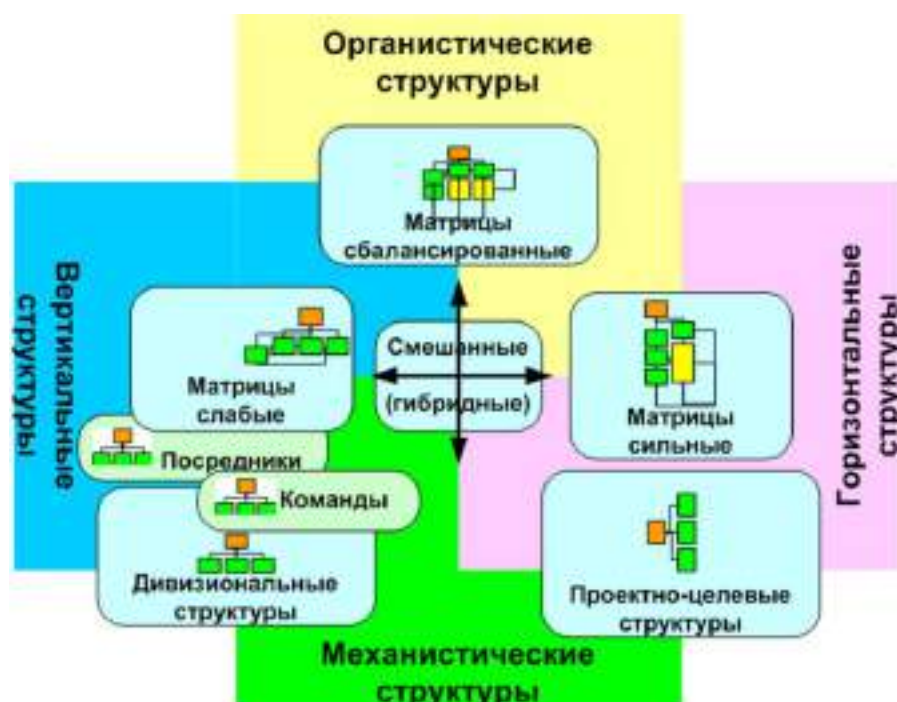 Органистические
структуры
Матрицы
сбалансированные
Вертикальные
структуры
Горизонтальные
структуры
Смешанные
(гибридные)
Матрицы
слабые
Матрицы
сильные
Посредники
Команды
Дивизиональные
структуры
Проектно-целевые
структуры
Механистические
структуры